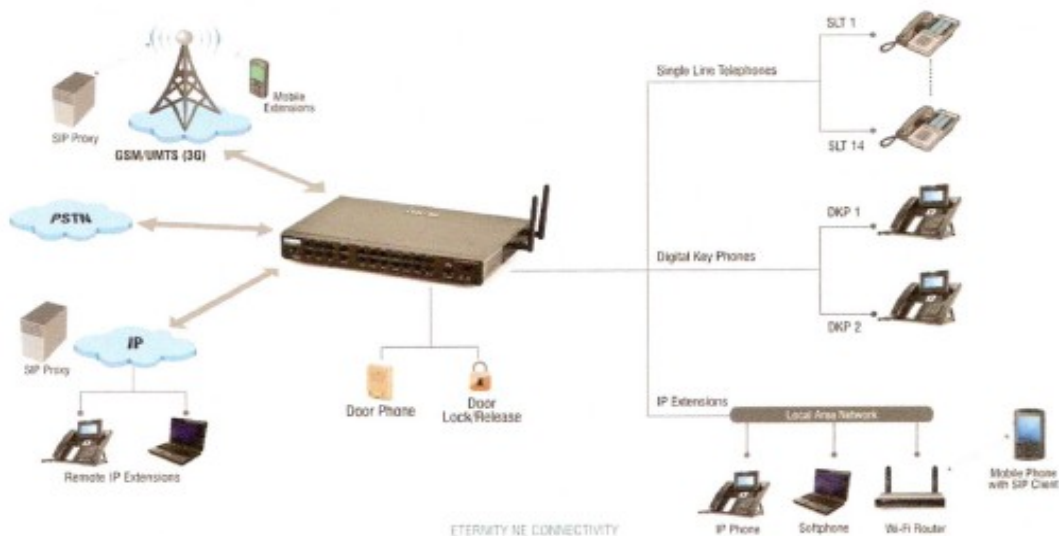 SLT 1
Single Line Telephones
SIP Proxy
Mobile
Extensions
GSM/UMTS (3G)
SLT 14
PSTN
DKP 1
Digital Key Phones
IP
DKP 2
SIP Proxy
Door Phone
Door
Lock/Release
IP Extensions
Local Area Network
Remote IP Extensions
Mobile Phone
with SIP Client
IP Phone
Softphone
Wi-Fi Router
ETERNITY NE CONNECTIVITY